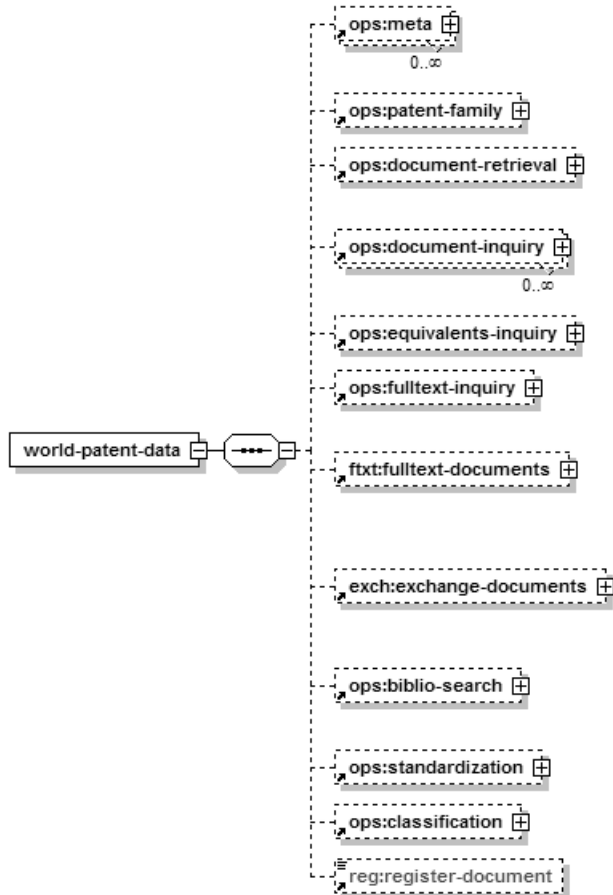 ops:meta
0..∞
ops:patent-family
ops:document-retrieval
ops:document-inquiry
0..∞
ops:equivalents-inquiry
ops:fulltext-inquiry
world-patent-data
ftxt:fulltext-documents
exch:exchange-documents
ops:biblio-search
ops:standardization
ops:classification
reg:register-document